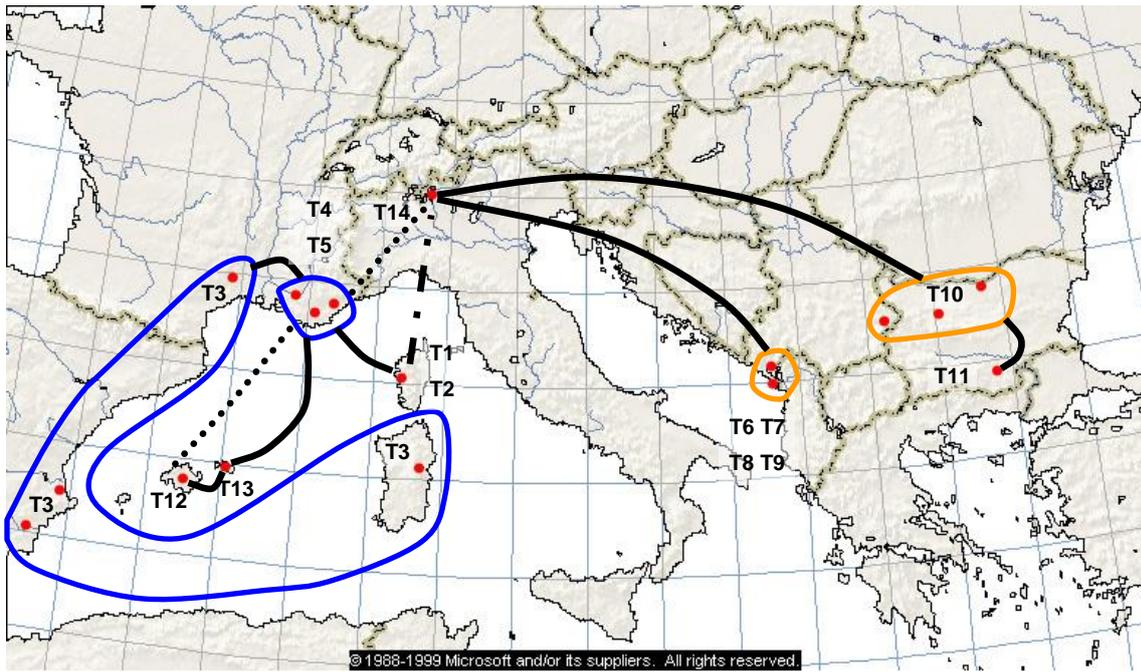 T4
T14
T5
T3
T10
T1
T2
T11
T6 T7
T3
T8 T9
T13
T12
T3
© 1988-1999 Microsoft and/or its suppliers. All rights reserved.